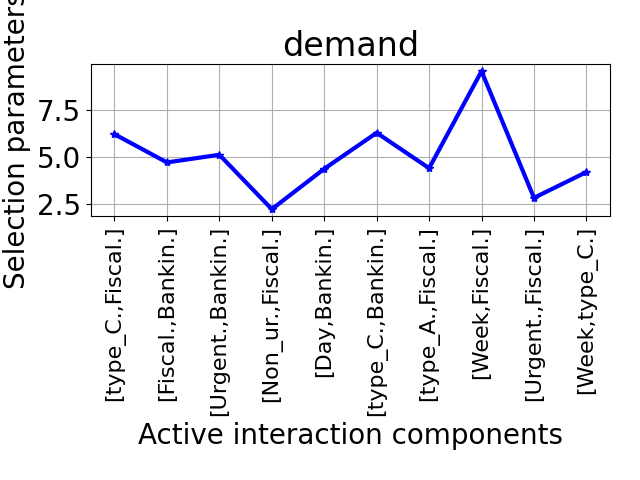 demand
Selection parameters
7.5
5.0
2.5
[type_C.,Fiscal.]
[Fiscal.,Bankin.]
[Urgent.,Bankin.]
[Non_ur.,Fiscal.]
[Day,Bankin.]
[type_C.,Bankin.]
[type_A.,Fiscal.]
[Week,Fiscal.]
[Urgent.,Fiscal.]
[Week,type_C.]
Active interaction components